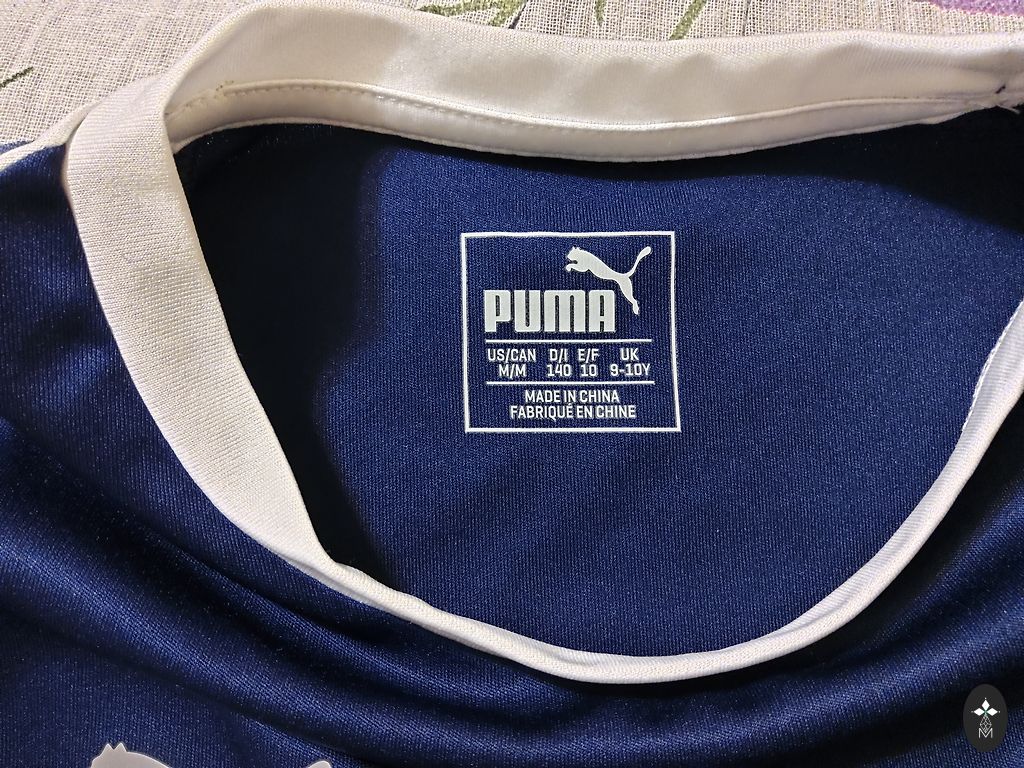 PUMA
US/CAN D/I E/F UK
M/M 140 10 9-10Y
MADE IN CHINA
FABRIQUÉ EN CHINE
M